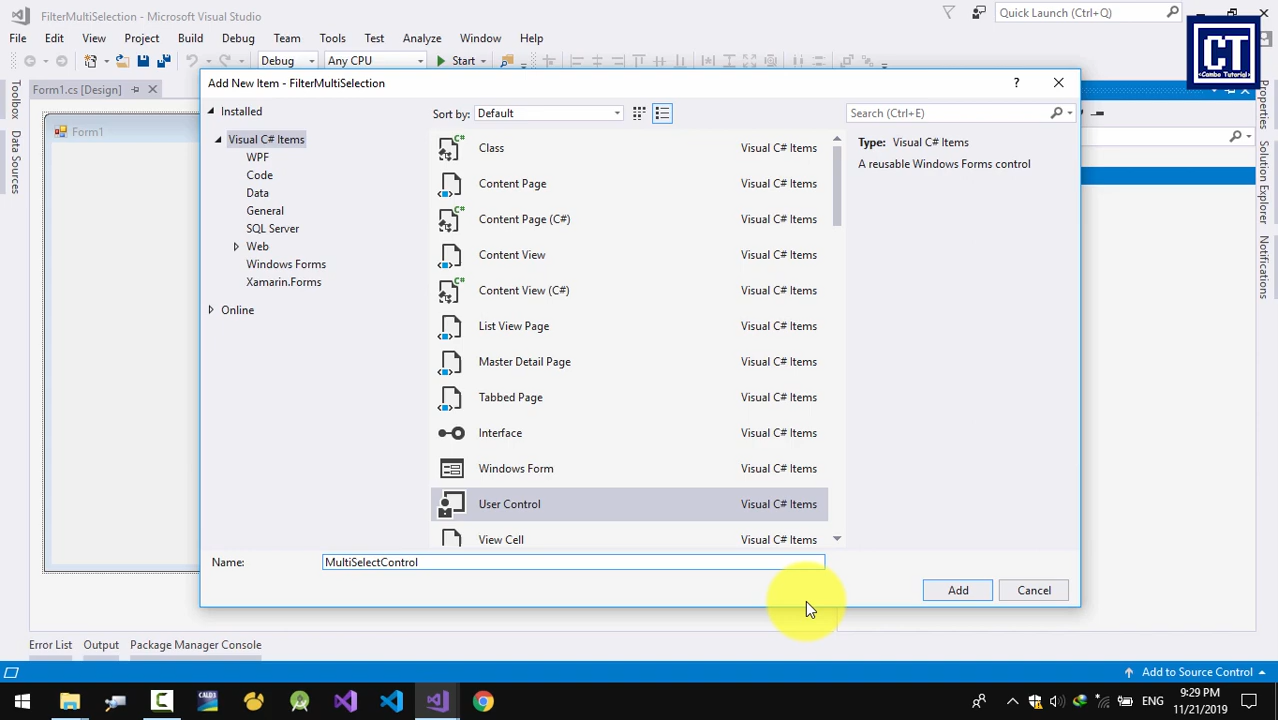 FilterMultiSelection - Microsoft Visual Studio
Quick Launch (Ctrl+Q)
File Edit View Project Build Debug Team Tools Test Analyze Window Help
Debug Any CPU Start
CT
<Cambo Tutorial>
Form1.cs [Design]
Form1
Toolbox
Data Sources
Properties
Solution Explorer
Notifications
Add New Item - FilterMultiSelection
?
Installed
Visual C# Items
WPF
Code
Data
General
SQL Server
Web
Windows Forms
Xamarin.Forms
Online
Sort by: Default
Search (Ctrl+E)
Class Visual C# Items
Content Page Visual C# Items
Content Page (C#) Visual C# Items
Content View Visual C# Items
Content View (C#) Visual C# Items
List View Page Visual C# Items
Master Detail Page Visual C# Items
Tabbed Page Visual C# Items
Interface Visual C# Items
Windows Form Visual C# Items
User Control Visual C# Items
View Cell Visual C# Items
Type: Visual C# Items
A reusable Windows Forms control
Name: MultiSelectControl
Add Cancel
Error List Output Package Manager Console
Add to Source Control
CALD3
ENG
9:29 PM
11/21/2019